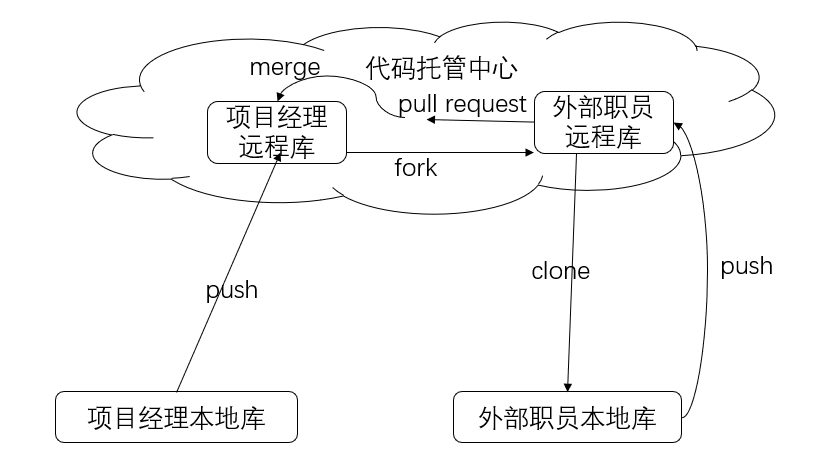 代码托管中心
merge
pull request
项目经理
远程库
外部职员
远程库
fork
push
clone
push
项目经理本地库
外部职员本地库